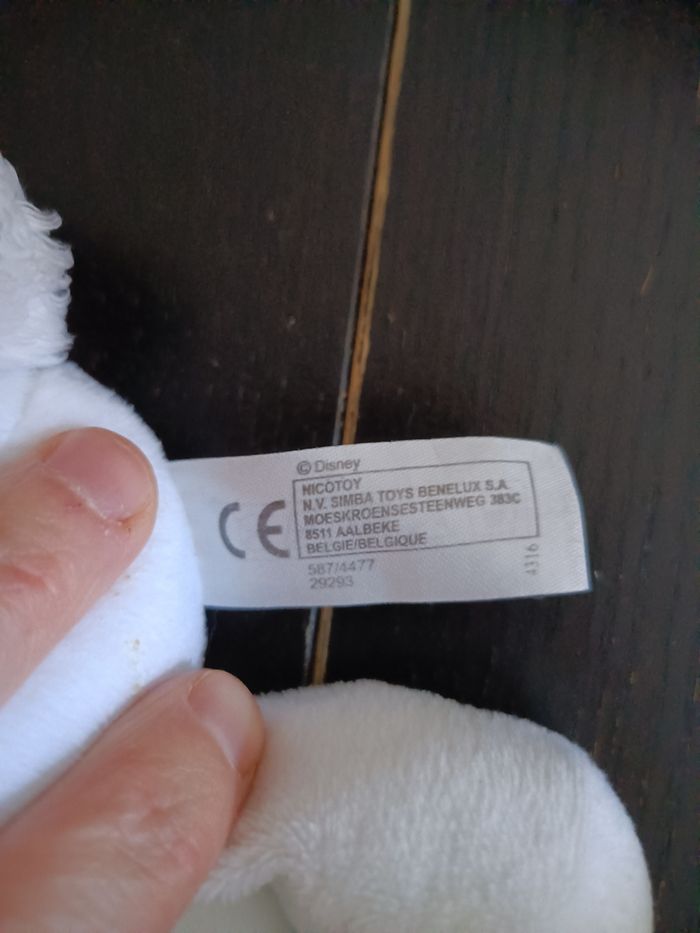 © Disney
CE
NICOTOY
N.V. SIMBA TOYS BENELUX S.A.
MOESKROENSESTEENWEG 383C
8511 AALBEKE
BELGIE/BELGIQUE
587/4477
29293
4316